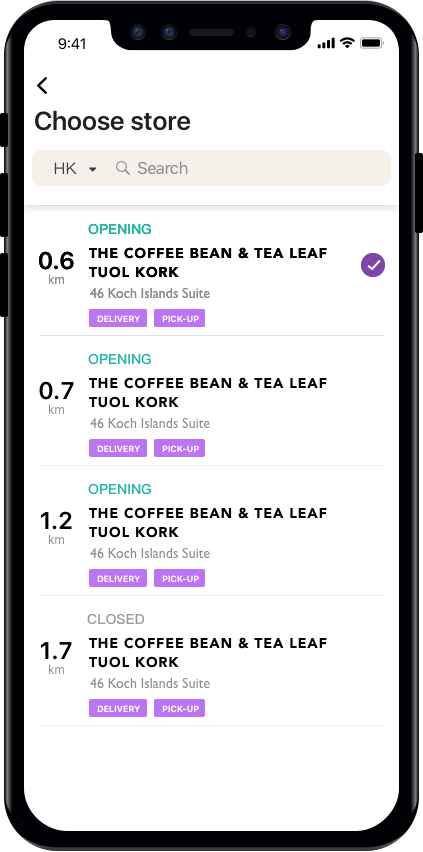 9:41
Choose store
HK Search
OPENING
0.6 km
THE COFFEE BEAN & TEA LEAF
TUOL KORK
46 Koch Islands Suite
DELIVERY PICK-UP
OPENING
0.7 km
THE COFFEE BEAN & TEA LEAF
TUOL KORK
46 Koch Islands Suite
DELIVERY PICK-UP
OPENING
1.2 km
THE COFFEE BEAN & TEA LEAF
TUOL KORK
46 Koch Islands Suite
DELIVERY PICK-UP
CLOSED
1.7 km
THE COFFEE BEAN & TEA LEAF
TUOL KORK
46 Koch Islands Suite
DELIVERY PICK-UP